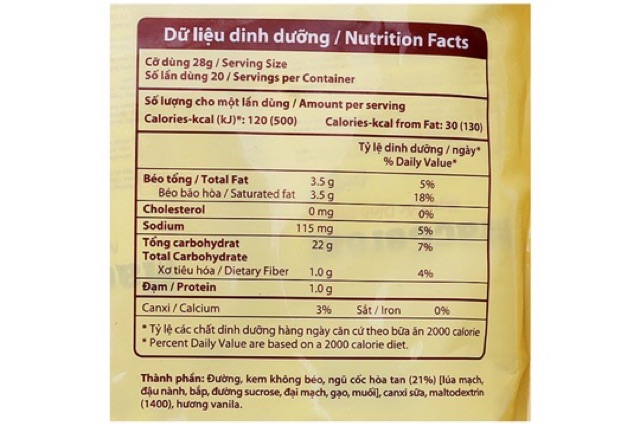 Dữ liệu dinh dưỡng / Nutrition Facts
Cỡ dùng 28g / Serving Size
Số lần dùng 20 / Servings per Container
Số lượng cho một lần dùng / Amount per serving
Calories-kcal (kJ)*: 120 (500) Calories-kcal from Fat: 30 (130)
Tỷ lệ dinh dưỡng / ngày*
% Daily Value*
Béo tổng / Total Fat 3.5 g 5%
Béo bão hòa / Saturated fat 3.5 g 18%
Cholesterol 0 mg 0%
Sodium 115 mg 5%
Tổng carbohydrat 22 g 7%
Total Carbohydrate
Xơ tiêu hóa / Dietary Fiber 1.0 g 4%
Đạm / Protein 1.0 g
Canxi / Calcium 3% Sắt / Iron 0%
* Tỷ lệ các chất dinh dưỡng hàng ngày căn cứ theo bữa ăn 2000 calorie
* Percent Daily Value are based on a 2000 calorie diet.
Thành phần: Đường, kem không béo, ngũ cốc hòa tan (21%) [lúa mạch,
đậu nành, bắp, đường sucrose, đại mạch, gạo, muối], canxi sữa, maltodextrin
(1400), hương vanila.